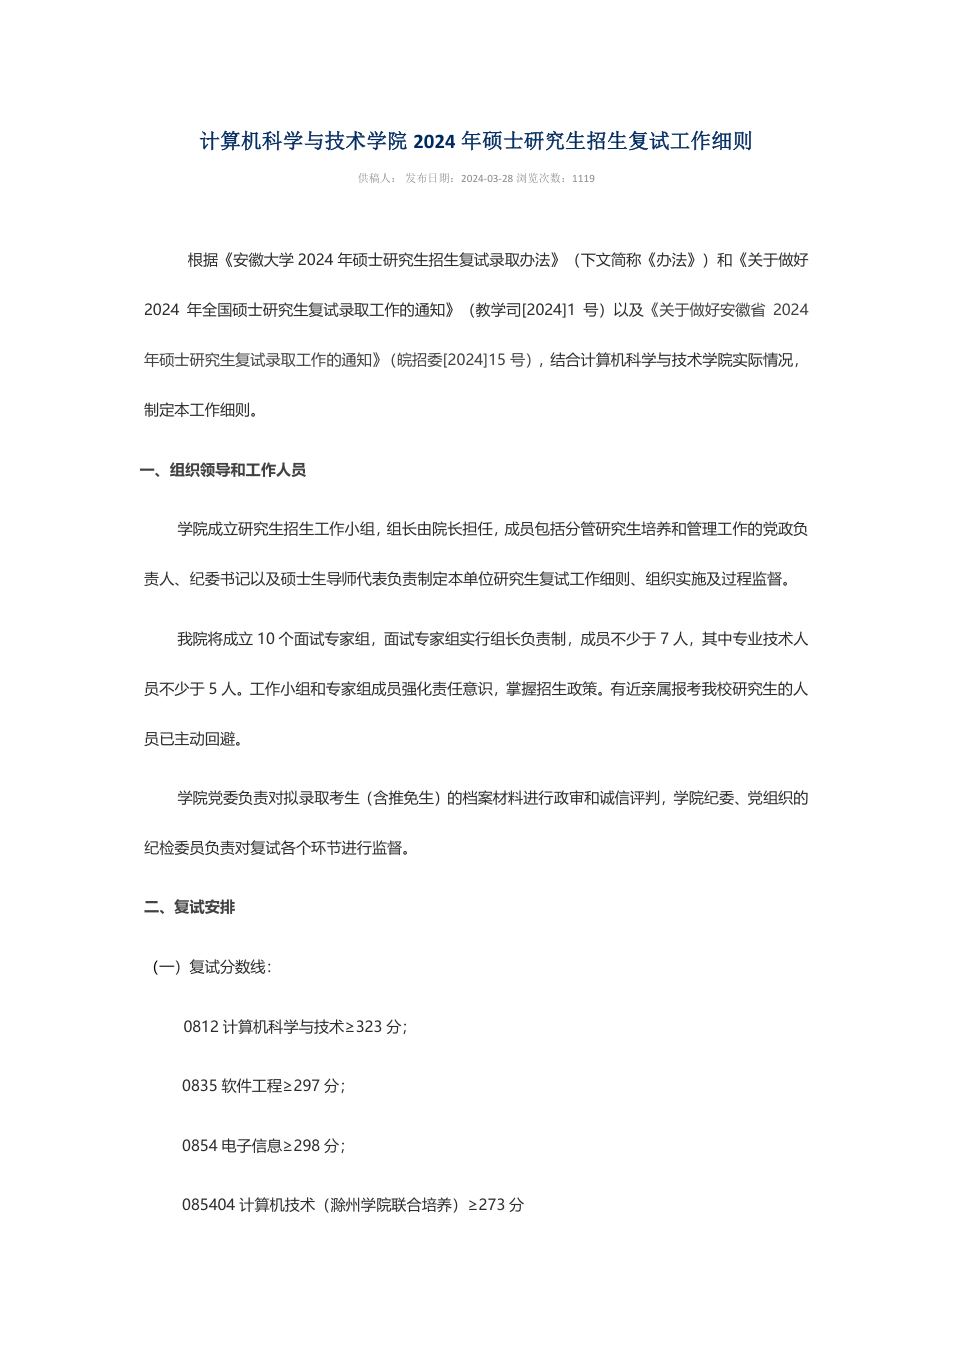 计算机科学与技术学院 2024 年硕士研究生招生复试工作细则
供稿人： 发布日期：2024-03-28 浏览次数：1119
根据《安徽大学 2024 年硕士研究生招生复试录取办法》（下文简称《办法》）和《关于做好
2024 年全国硕士研究生复试录取工作的通知》（教学司[2024]1 号）以及《关于做好安徽省 2024
年硕士研究生复试录取工作的通知》（皖招委[2024]15 号），结合计算机科学与技术学院实际情况，
制定本工作细则。
一、组织领导和工作人员
学院成立研究生招生工作小组，组长由院长担任，成员包括分管研究生培养和管理工作的党政负
责人、纪委书记以及硕士生导师代表负责制定本单位研究生复试工作细则、组织实施及过程监督。
我院将成立 10 个面试专家组，面试专家组实行组长负责制，成员不少于 7 人，其中专业技术人
员不少于 5 人。工作小组和专家组成员强化责任意识，掌握招生政策。有近亲属报考我校研究生的人
员已主动回避。
学院党委负责对拟录取考生（含推免生）的档案材料进行政审和诚信评判，学院纪委、党组织的
纪检委员负责对复试各个环节进行监督。
二、复试安排
（一）复试分数线：
0812 计算机科学与技术≥323 分；
0835 软件工程≥297 分；
0854 电子信息≥298 分；
085404 计算机技术（滁州学院联合培养）≥273 分